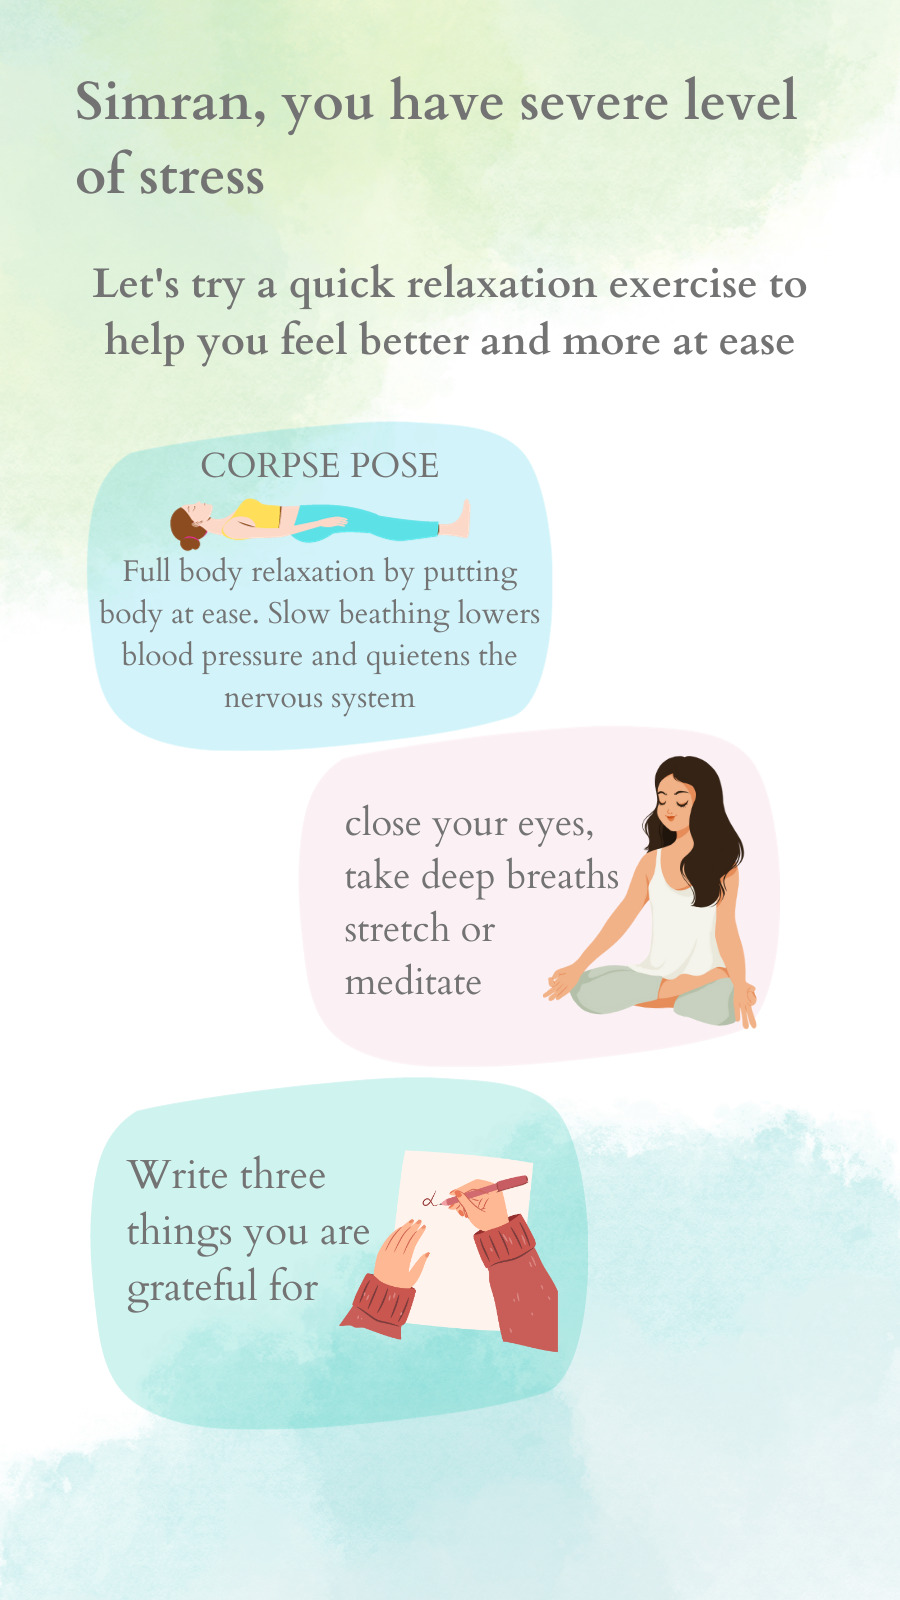 Simran, you have severe level
of stress
Let's try a quick relaxation exercise to
help you feel better and more at ease
CORPSE POSE
Full body relaxation by putting
body at ease. Slow beathing lowers
blood pressure and quietens the
nervous system
close your eyes,
take deep breaths
stretch or
meditate
Write three
things you are
grateful for